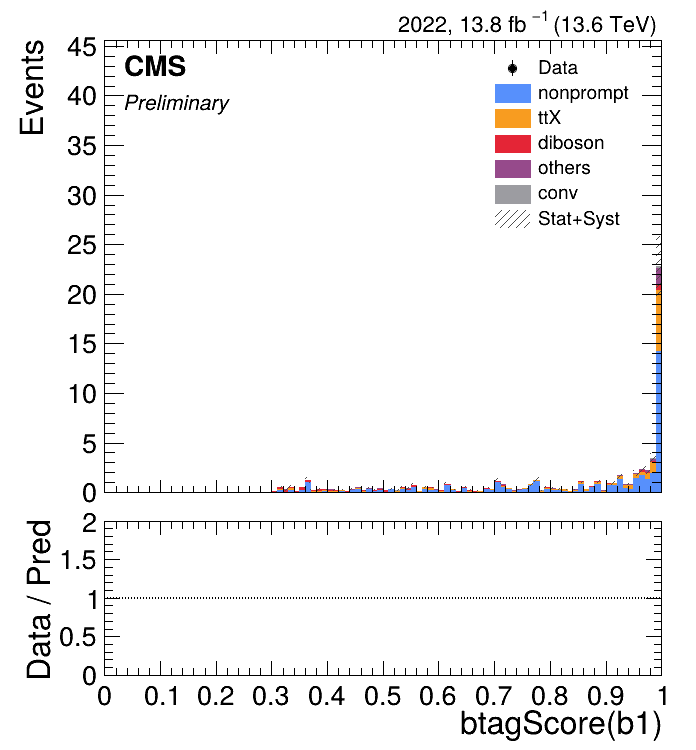 2022, 13.8 fb⁻¹ (13.6 TeV)
CMS
Preliminary
Events
45
40
35
30
25
20
15
10
5
0
Data
nonprompt
ttX
diboson
others
conv
Stat+Syst
Data / Pred
2
1.5
1
0.5
0
0 0.1 0.2 0.3 0.4 0.5 0.6 0.7 0.8 0.9 1
btagScore(b1)